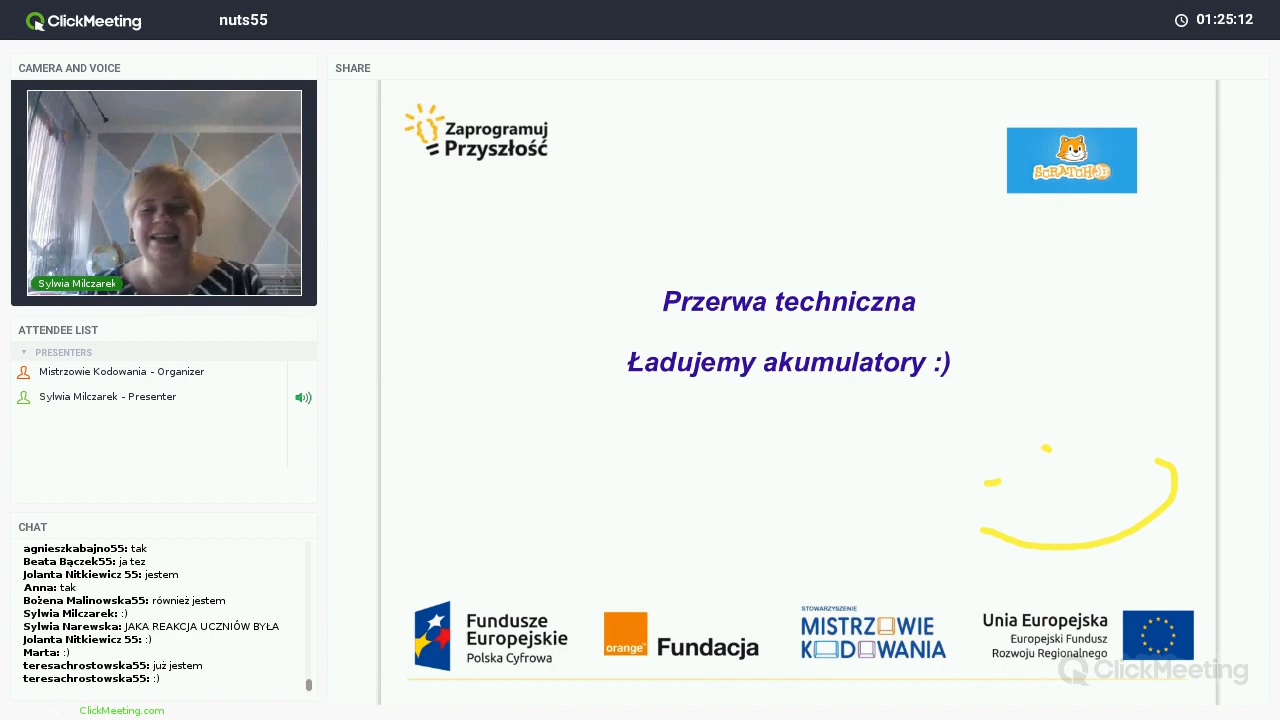 ClickMeeting
nuts55
01:25:12
CAMERA AND VOICE
SHARE
Sylwia Milczarek
ATTENDEE LIST
PRESENTERS
Mistrzowie Kodowania - Organizer
Sylwia Milczarek - Presenter
CHAT
agnieszkabajno55: tak
Beata Bączek55: ja tez
Jolanta Nitkiewicz 55: jestem
Anna: tak
Bożena Malinowska55: również jestem
Sylwia Milczarek: :)
Sylwia Narewska: JAKA REAKCJA UCZNIÓW BYŁA
Jolanta Nitkiewicz 55: :)
Marta: :)
teresachrostowska55: już jestem
teresachrostowska55: :)
ClickMeeting.com
Zaprogramuj
Przyszłość
SCRATCH Jr
Przerwa techniczna
Ładujemy akumulatory :)
Fundusze
Europejskie
Polska Cyfrowa
orange
Fundacja
STOWARZYSZENIE
MISTRZOWIE
KODOWANIA
Unia Europejska
Europejski Fundusz
Rozwoju Regionalnego
ClickMeeting